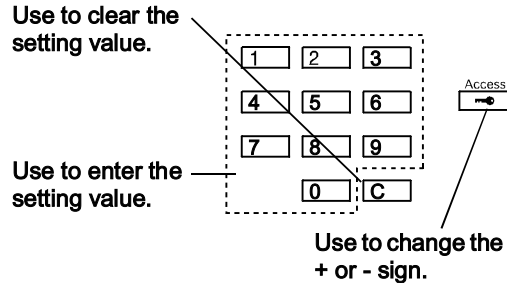 Use to clear the
setting value.
1 2 3
Access
4 5 6
7 8 9
Use to enter the
setting value.
0 C
Use to change the
+ or - sign.